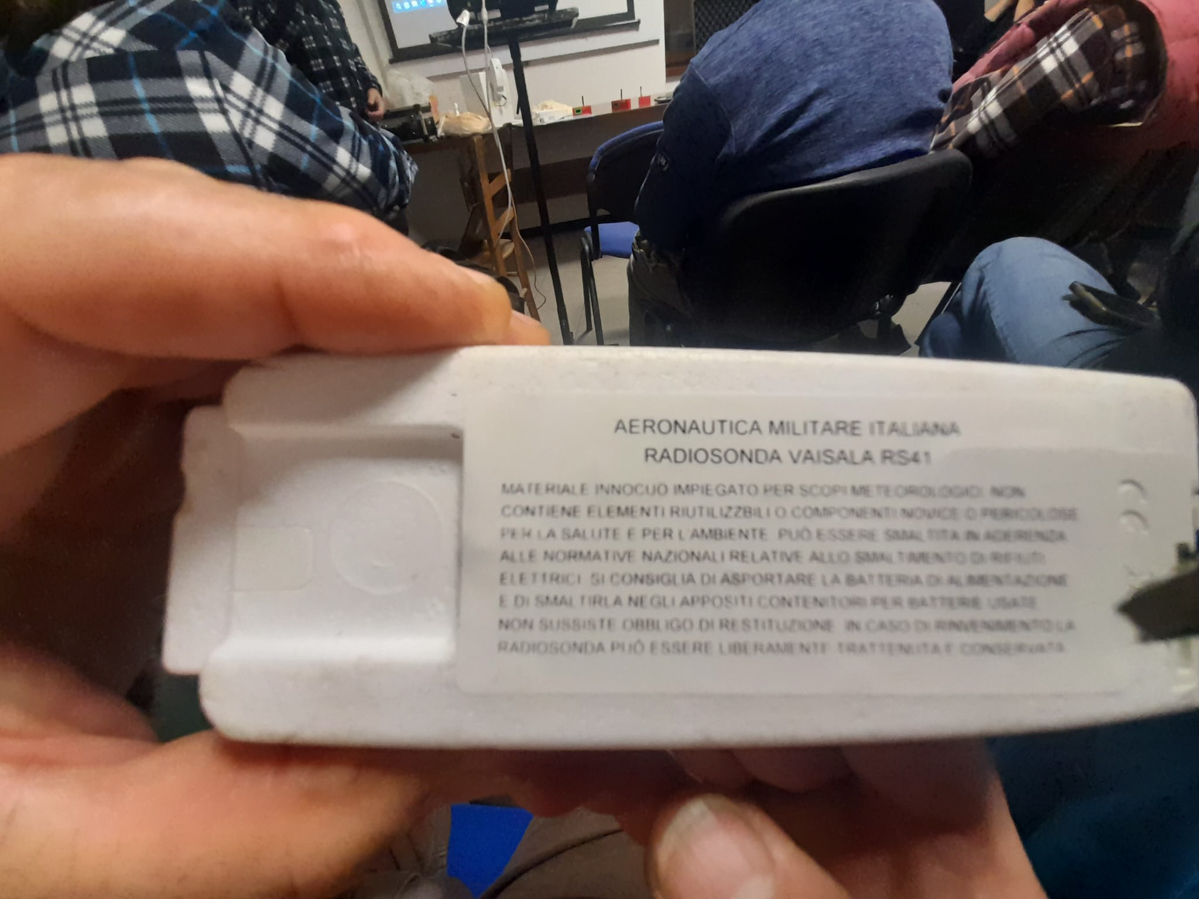 AERONAUTICA MILITARE ITALIANA
RADIOSONDA VAISALA RS41
MATERIALE INNOCUO IMPIEGATO PER SCOPI METEOROLOGICI. NON
CONTIENE ELEMENTI RIUTILIZZBILI O COMPONENTI NOVICE O PERICOLOSE
PER LA SALUTE E PER L'AMBIENTE. PUÒ ESSERE SMALTITA IN ADERENZA
ALLE NORMATIVE NAZIONALI RELATIVE ALLO SMALTIMENTO DI RIFIUTI
ELETTRICI. SI CONSIGLIA DI ASPORTARE LA BATTERIA DI ALIMENTAZIONE
E DI SMALTIRLA NEGLI APPOSITI CONTENITORI PER BATTERIE USATE.
NON SUSSISTE OBBLIGO DI RESTITUZIONE. IN CASO DI RINVENIMENTO LA
RADIOSONDA PUÒ ESSERE LIBERAMENTE TRATTENUTA E CONSERVATA.